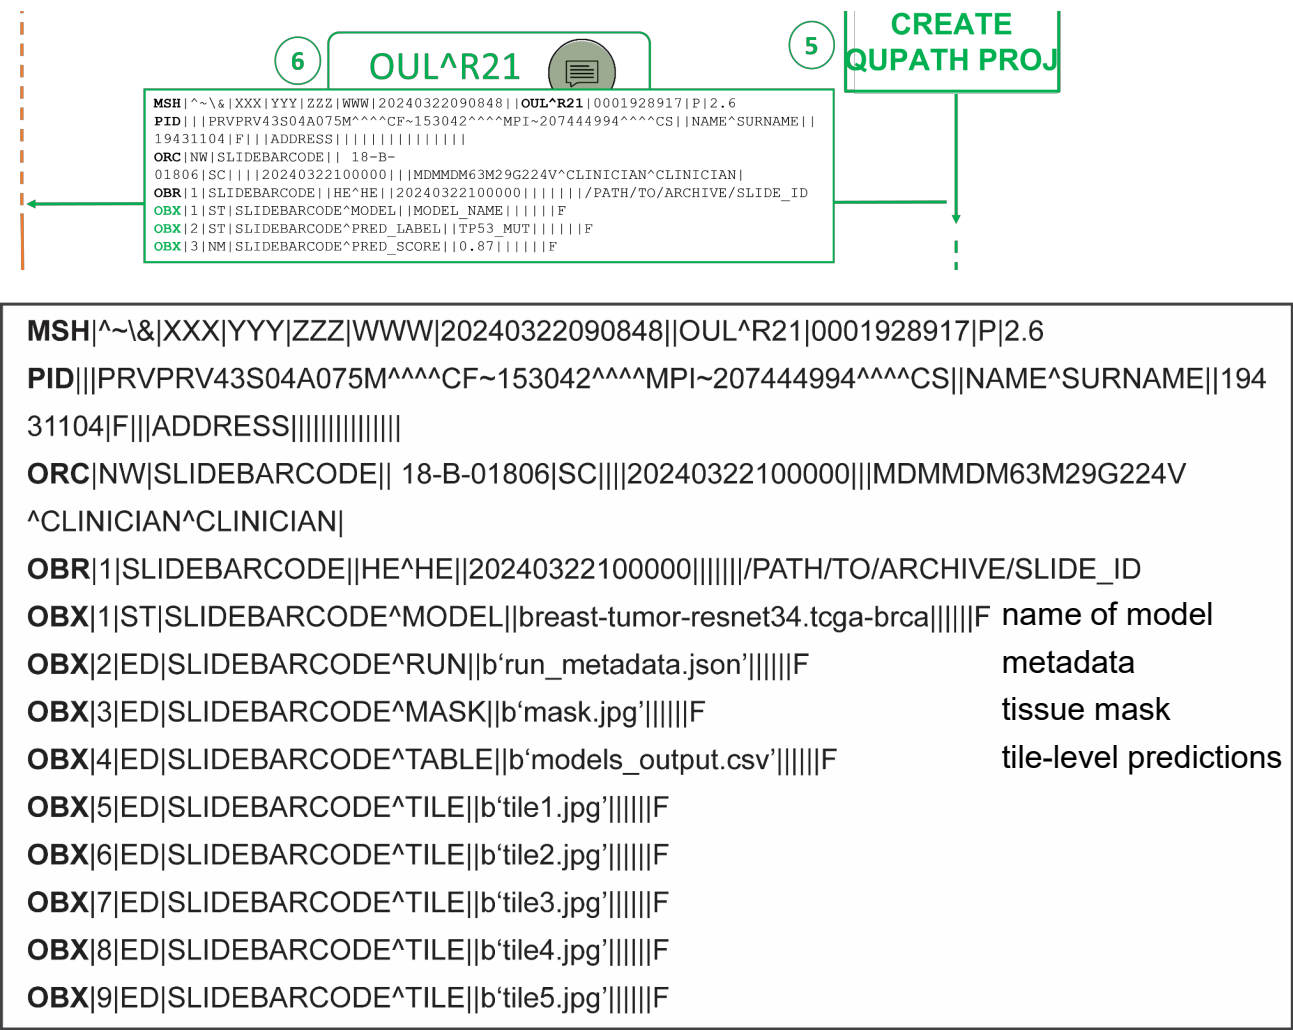 CREATE
QUPATH PROJ
5
6
OUL^R21
MSH|^~\&|XXX|YYY|ZZZ|WWW|20240322090848||OUL^R21|0001928917|P|2.6
PID|||PRVPRV43S04A075M^^^^CF~153042^^^^MPI~207444994^^^^CS||NAME^SURNAME||
19431104|F|||ADDRESS|||||||||||||||
ORC|NW|SLIDEBARCODE|| 18-B-
01806|SC||||20240322100000|||MDMMDM63M29G224V^CLINICIAN^CLINICIAN|
OBR|1|SLIDEBARCODE||HE^HE||20240322100000|||||||/PATH/TO/ARCHIVE/SLIDE_ID
OBX|1|ST|SLIDEBARCODE^MODEL||MODEL_NAME||||||F
OBX|2|ST|SLIDEBARCODE^PRED_LABEL||TP53_MUT||||||F
OBX|3|NM|SLIDEBARCODE^PRED_SCORE||0.87||||||F
MSH|^~\&|XXX|YYY|ZZZ|WWW|20240322090848||OUL^R21|0001928917|P|2.6
PID|||PRVPRV43S04A075M^^^^CF~153042^^^^MPI~207444994^^^^CS||NAME^SURNAME||194
31104|F|||ADDRESS|||||||||||||||
ORC|NW|SLIDEBARCODE|| 18-B-01806|SC||||20240322100000|||MDMMDM63M29G224V
^CLINICIAN^CLINICIAN|
OBR|1|SLIDEBARCODE||HE^HE||20240322100000|||||||/PATH/TO/ARCHIVE/SLIDE_ID
OBX|1|ST|SLIDEBARCODE^MODEL||breast-tumor-resnet34.tcga-brca||||||F name of model
OBX|2|ED|SLIDEBARCODE^RUN||b‘run_metadata.json’||||||F metadata
OBX|3|ED|SLIDEBARCODE^MASK||b‘mask.jpg’||||||F tissue mask
OBX|4|ED|SLIDEBARCODE^TABLE||b‘models_output.csv’||||||F tile-level predictions
OBX|5|ED|SLIDEBARCODE^TILE||b‘tile1.jpg’||||||F
OBX|6|ED|SLIDEBARCODE^TILE||b‘tile2.jpg’||||||F
OBX|7|ED|SLIDEBARCODE^TILE||b‘tile3.jpg’||||||F
OBX|8|ED|SLIDEBARCODE^TILE||b‘tile4.jpg’||||||F
OBX|9|ED|SLIDEBARCODE^TILE||b‘tile5.jpg’||||||F